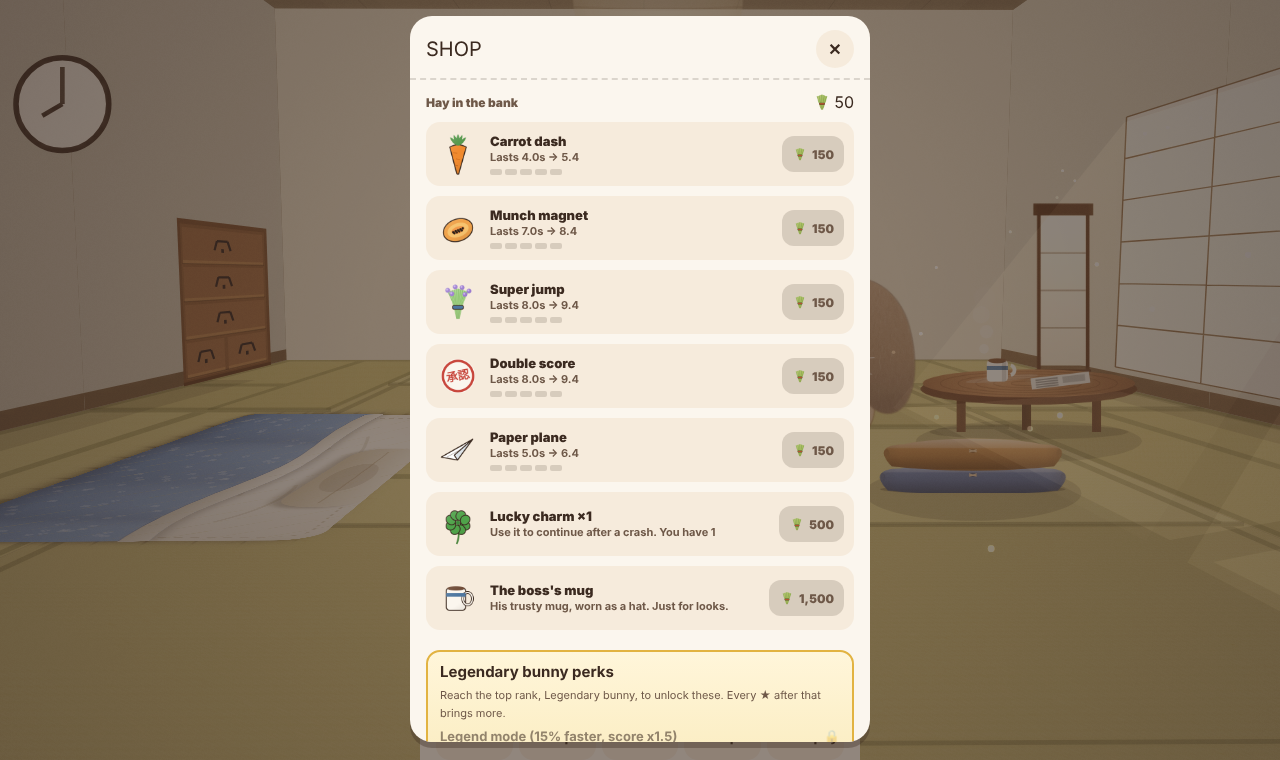 SHOP
×
Hay in the bank
50
Carrot dash
Lasts 4.0s → 5.4
150
Munch magnet
Lasts 7.0s → 8.4
150
Super jump
Lasts 8.0s → 9.4
150
承認
Double score
Lasts 8.0s → 9.4
150
Paper plane
Lasts 5.0s → 6.4
150
Lucky charm ×1
Use it to continue after a crash. You have 1
500
The boss's mug
His trusty mug, worn as a hat. Just for looks.
1,500
Legendary bunny perks
Reach the top rank, Legendary bunny, to unlock these. Every ★ after that
brings more.
Legend mode (15% faster, score x1.5)